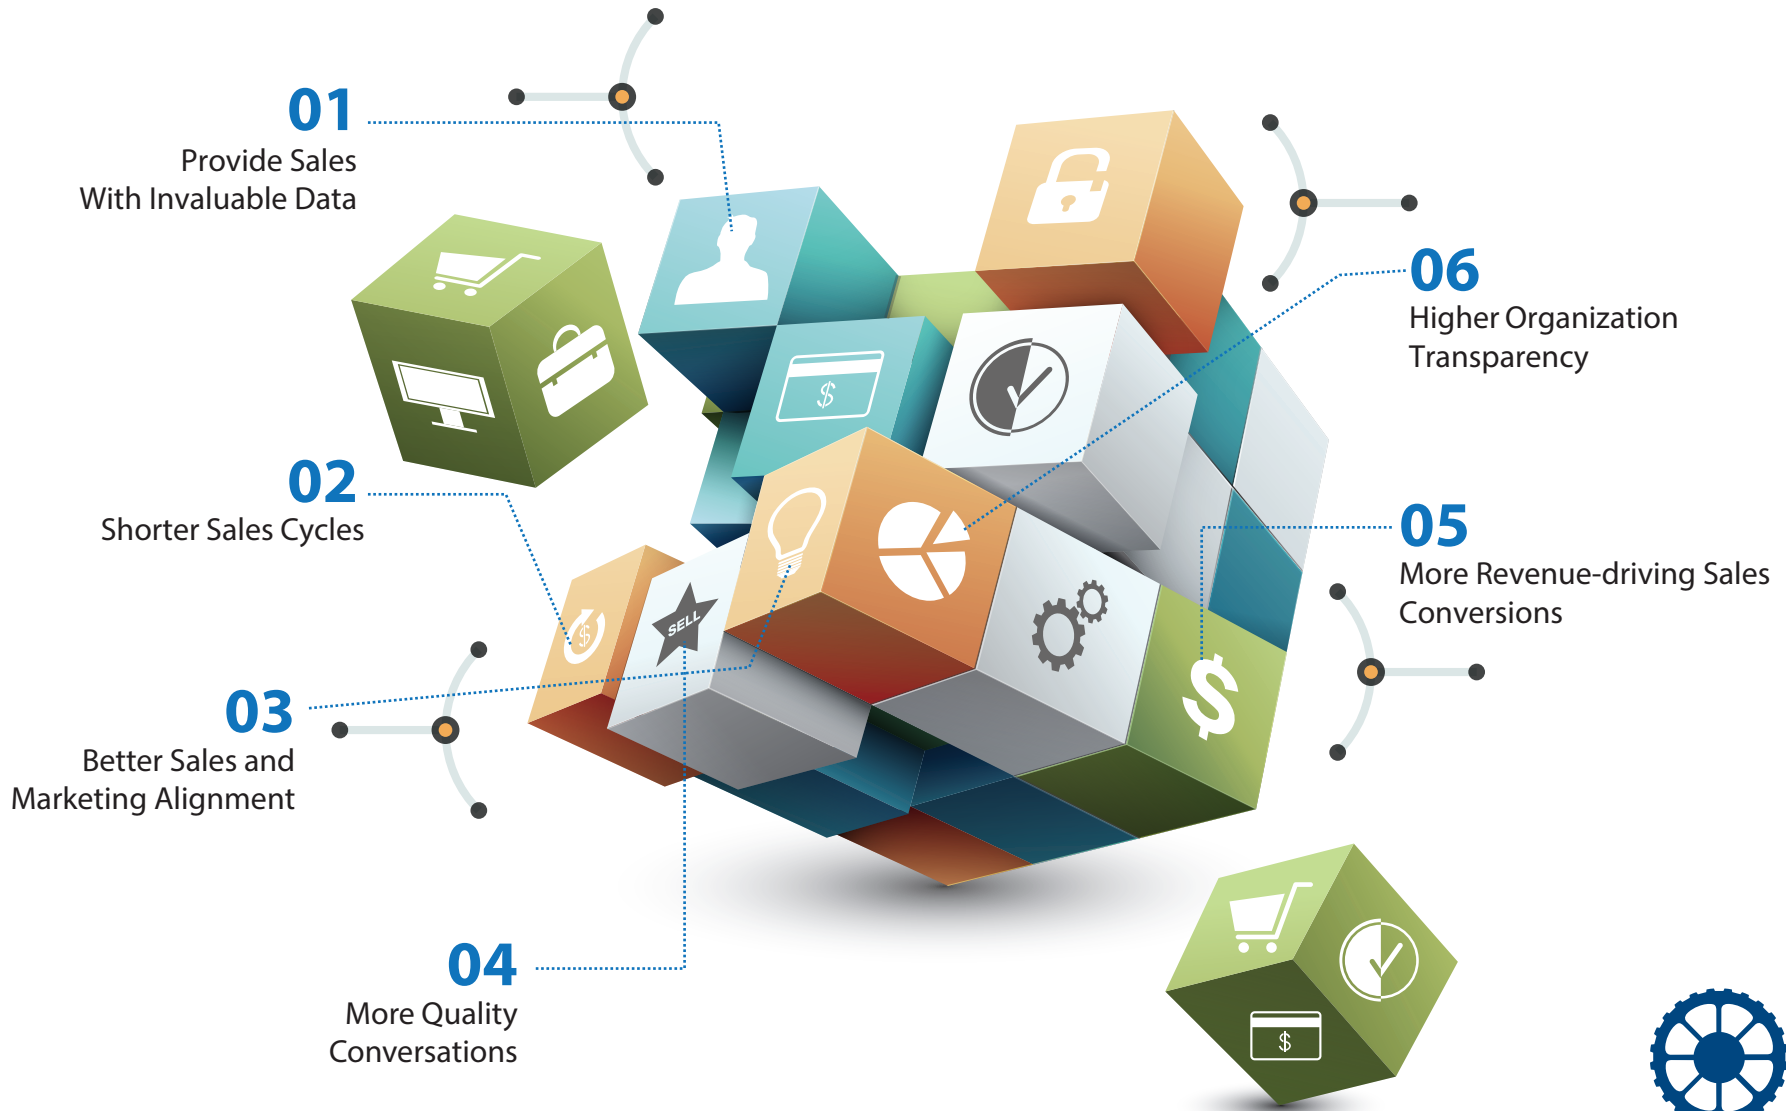 01
Provide Sales
With Invaluable Data
02
Shorter Sales Cycles
03
Better Sales and
Marketing Alignment
04
More Quality
Conversations
05
More Revenue-driving Sales
Conversions
06
Higher Organization
Transparency
$
$
SELL
$
$